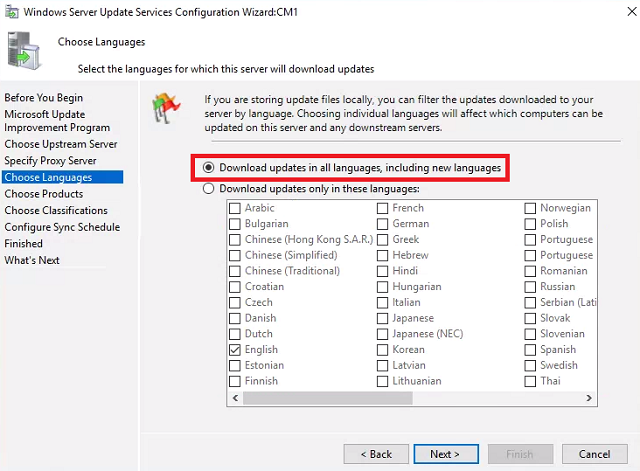 Windows Server Update Services Configuration Wizard:CM1
Choose Languages
Select the languages for which this server will download updates
Before You Begin
Microsoft Update
Improvement Program
Choose Upstream Server
Specify Proxy Server
Choose Languages
Choose Products
Choose Classifications
Configure Sync Schedule
Finished
What's Next
If you are storing update files locally, you can filter the updates downloaded to your
server by language. Choosing individual languages will affect which computers can be
updated on this server and any downstream servers.
Download updates in all languages, including new languages
Download updates only in these languages:
Arabic
Bulgarian
Chinese (Hong Kong S.A.R.)
Chinese (Simplified)
Chinese (Traditional)
Croatian
Czech
Danish
Dutch
English
Estonian
Finnish
French
German
Greek
Hebrew
Hindi
Hungarian
Italian
Japanese
Japanese (NEC)
Korean
Latvian
Lithuanian
Norwegian
Polish
Portuguese
Portuguese
Romanian
Russian
Serbian (Lati
Slovak
Slovenian
Spanish
Swedish
Thai
< Back
Next >
Finish
Cancel